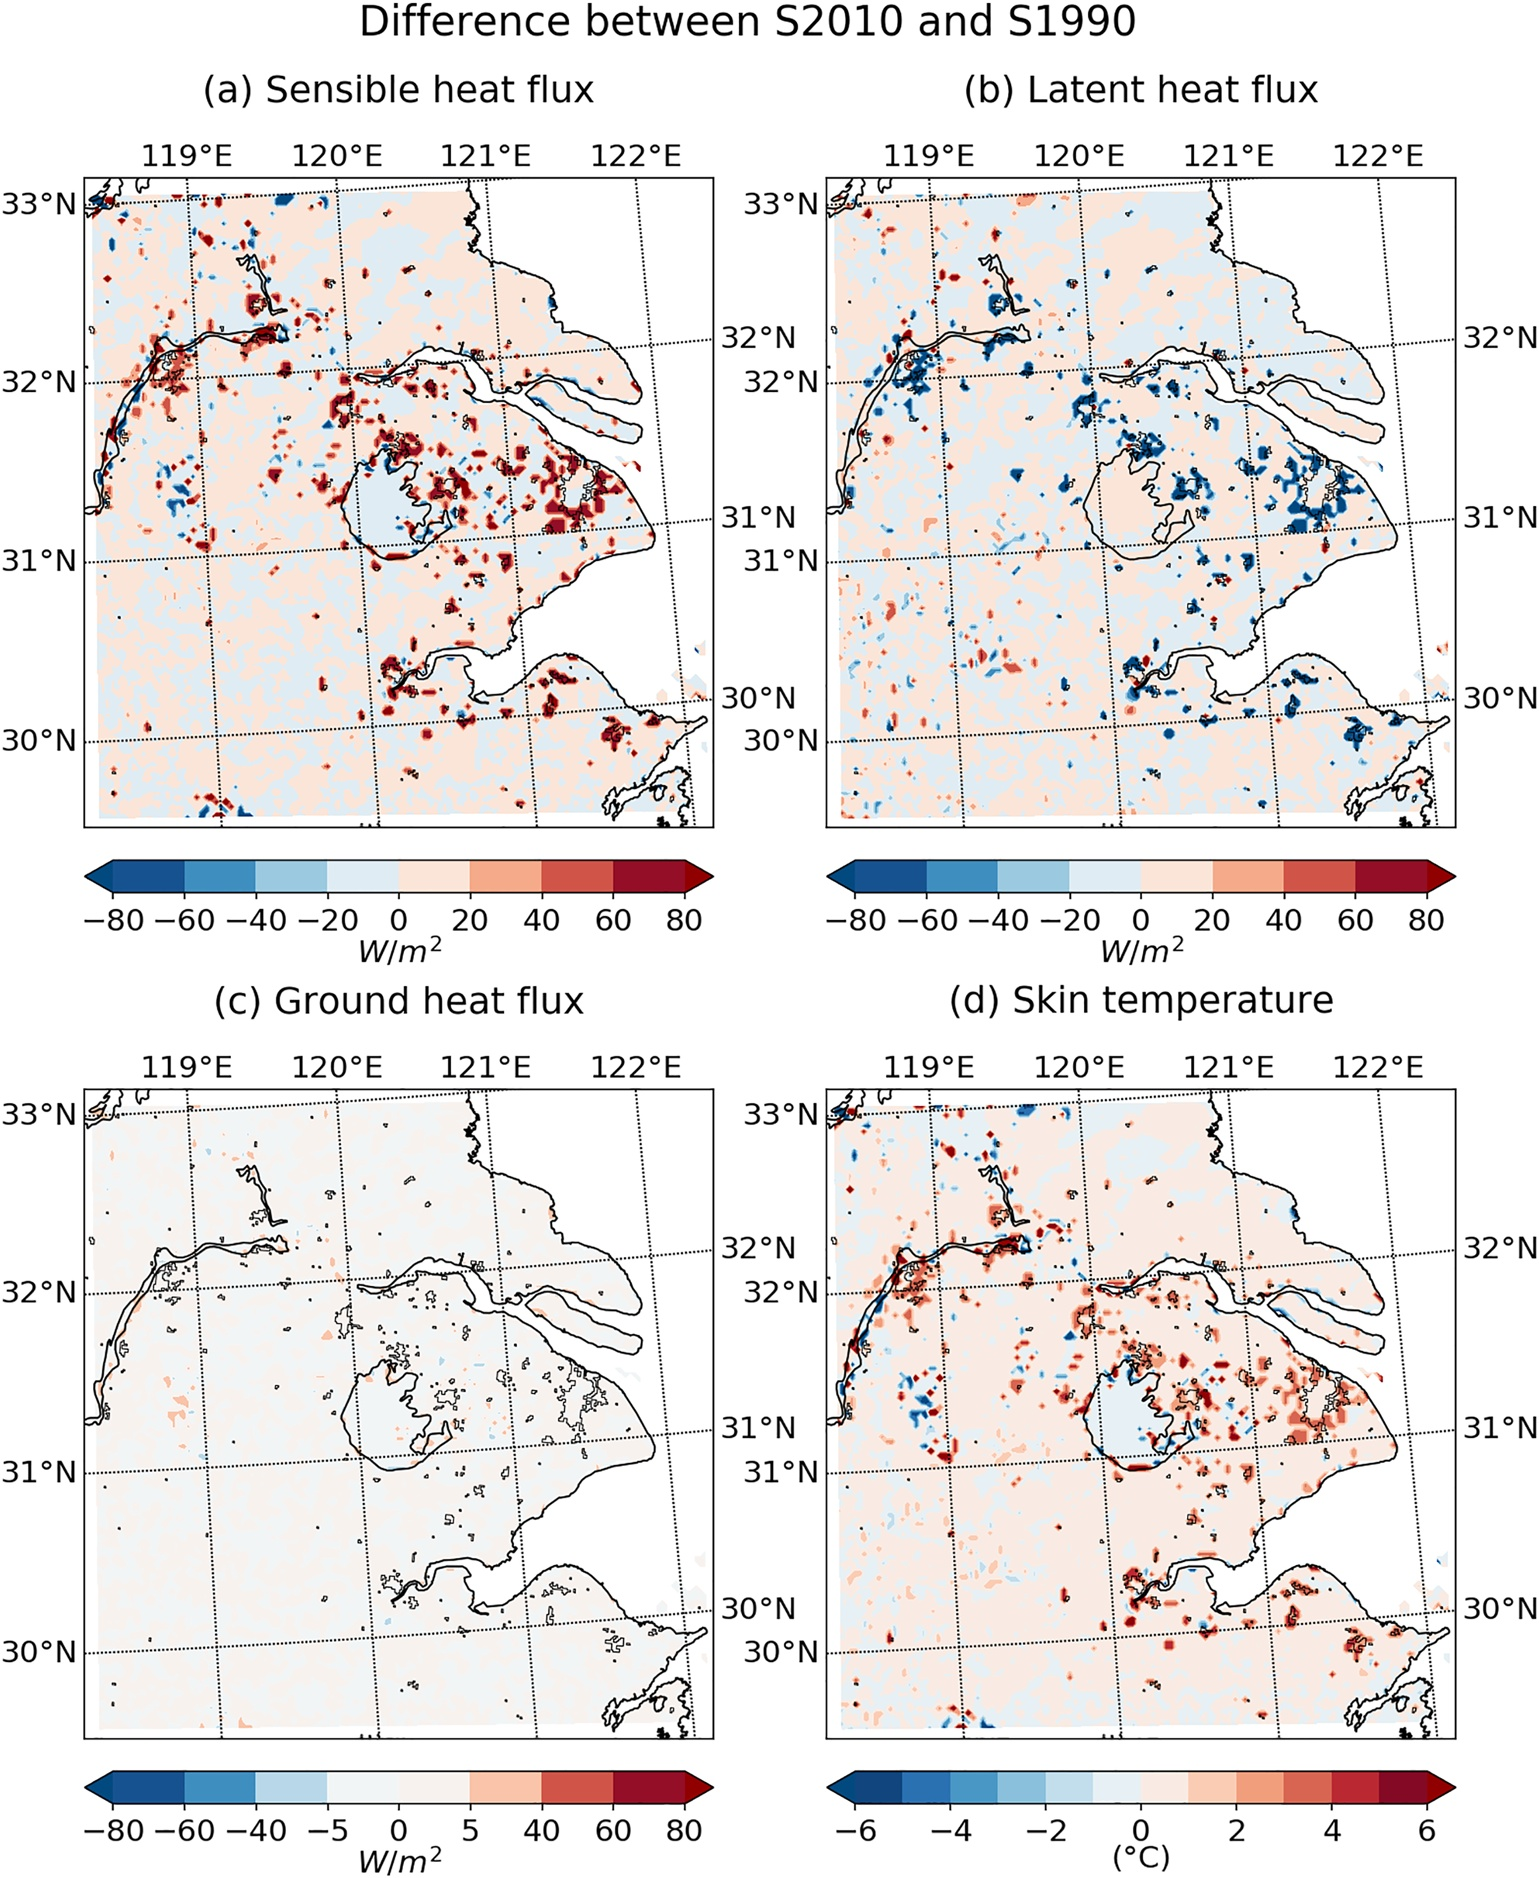 Difference between S2010 and S1990
(a) Sensible heat flux
(b) Latent heat flux
119°E 120°E 121°E 122°E
119°E 120°E 121°E 122°E
33°N
33°N
32°N
32°N
32°N
32°N
31°N
31°N
31°N
31°N
30°N
30°N
30°N
30°N
−80 −60 −40 −20 0 20 40 60 80
W/m²
−80 −60 −40 −20 0 20 40 60 80
W/m²
(c) Ground heat flux
(d) Skin temperature
119°E 120°E 121°E 122°E
119°E 120°E 121°E 122°E
33°N
33°N
32°N
32°N
32°N
32°N
31°N
31°N
31°N
31°N
30°N
30°N
30°N
30°N
−80 −60 −40 −5 0 5 40 60 80
W/m²
−6 −4 −2 0 2 4 6
(°C)